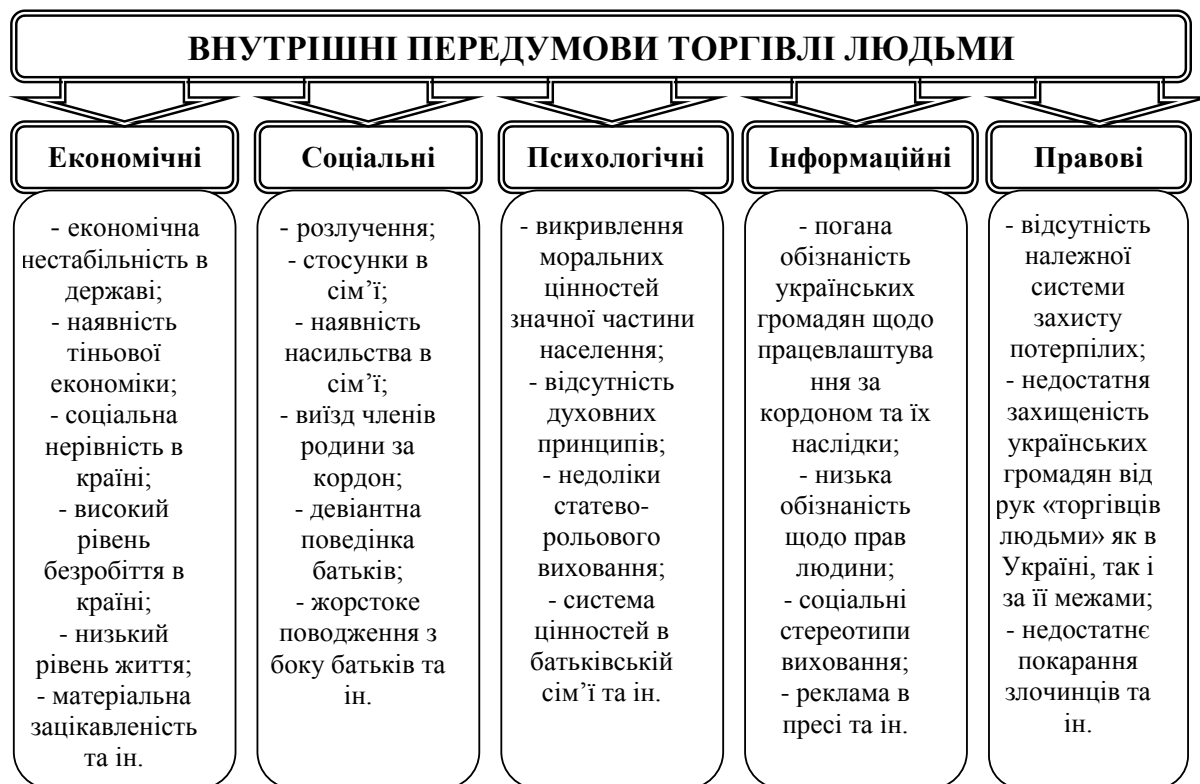 ВНУТРІШНІ ПЕРЕДУМОВИ ТОРГІВЛІ ЛЮДЬМИ
Економічні
- економічна
нестабільність в
державі;
- наявність
тіньової
економіки;
- соціальна
нерівність в
країні;
- високий
рівень
безробіття в
країні;
- низький
рівень життя;
- матеріальна
зацікавленість
та ін.
Соціальні
- розлучення;
- стосунки в
сім’ї;
- наявність
насильства в
сім’ї;
- виїзд членів
родини за
кордон;
- девіантна
поведінка
батьків;
- жорстоке
поводження з
боку батьків та
ін.
Психологічні
- викривлення
моральних
цінностей
значної частини
населення;
- відсутність
духовних
принципів;
- недоліки
статево-
рольового
виховання;
- система
цінностей в
батьківській
сім’ї та ін.
Інформаційні
- погана
обізнаність
українських
громадян щодо
працевлаштува
ння за
кордоном та їх
наслідки;
- низька
обізнаність
щодо прав
людини;
- соціальні
стереотипи
виховання;
- реклама в
пресі та ін.
Правові
- відсутність
належної
системи
захисту
потерпілих;
- недостатня
захищеність
українських
громадян від
рук «торгівців
людьми» як в
Україні, так і
за її межами;
- недостатнє
покарання
злочинців та
ін.